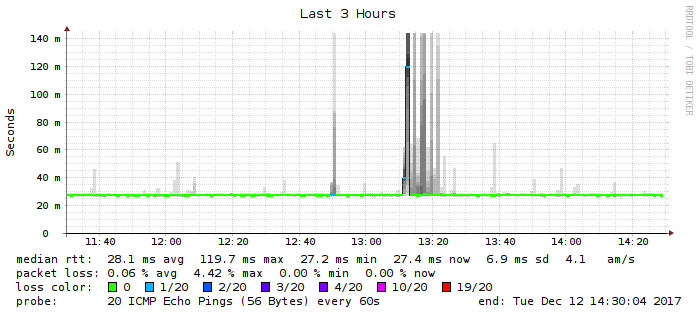 Last 3 Hours
RRDTOOL / TOBI OETIKER
Seconds
140 m
120 m
100 m
80 m
60 m
40 m
20 m
0
11:40 12:00 12:20 12:40 13:00 13:20 13:40 14:00 14:20
median rtt: 28.1 ms avg 119.7 ms max 27.2 ms min 27.4 ms now 6.9 ms sd 4.1 am/s
packet loss: 0.06 % avg 4.42 % max 0.00 % min 0.00 % now
loss color: 0 1/20 2/20 3/20 4/20 10/20 19/20
probe: 20 ICMP Echo Pings (56 Bytes) every 60s end: Tue Dec 12 14:30:04 2017